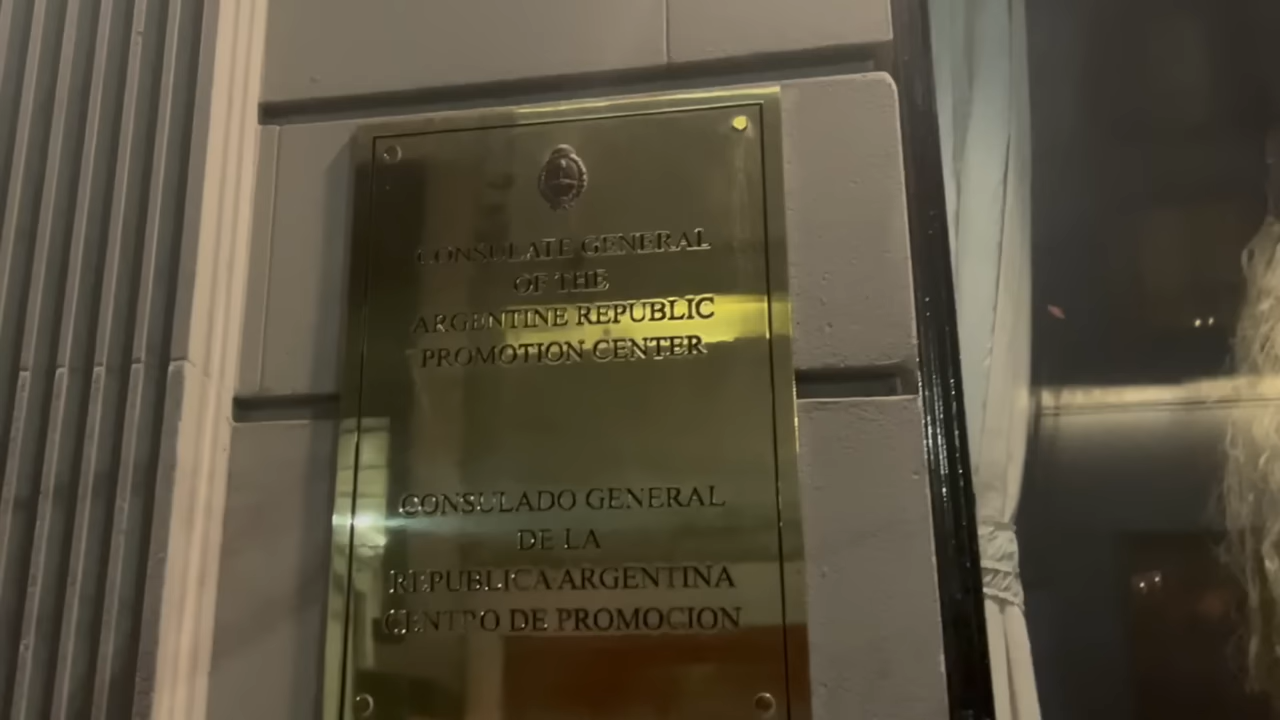 CONSULATE GENERAL
OF THE
ARGENTINE REPUBLIC
PROMOTION CENTER
CONSULADO GENERAL
DE LA
REPUBLICA ARGENTINA
CENTRO DE PROMOCION